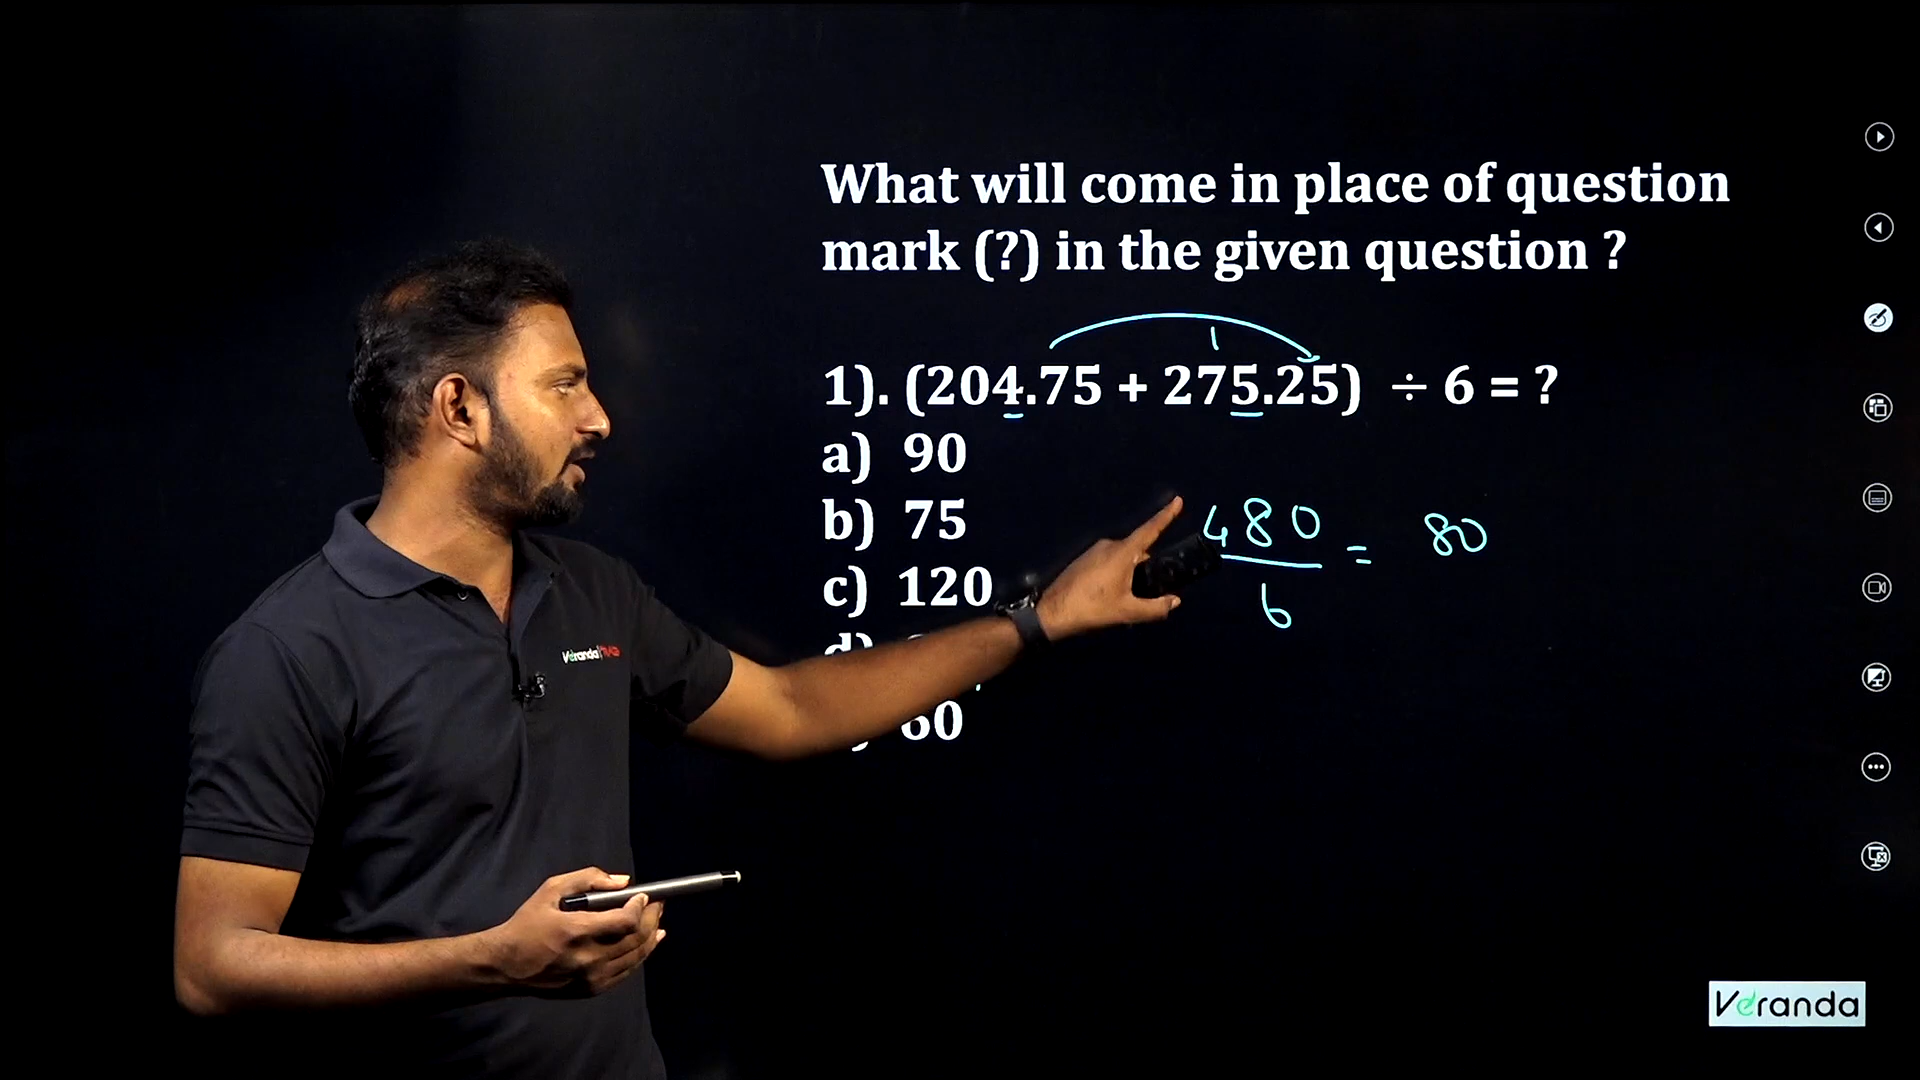 What will come in place of question
mark (?) in the given question ?
1). (204.75 + 275.25) ÷ 6 = ?
a) 90
b) 75
c) 120
d)
60
480
6
= 80
Veranda
Veranda